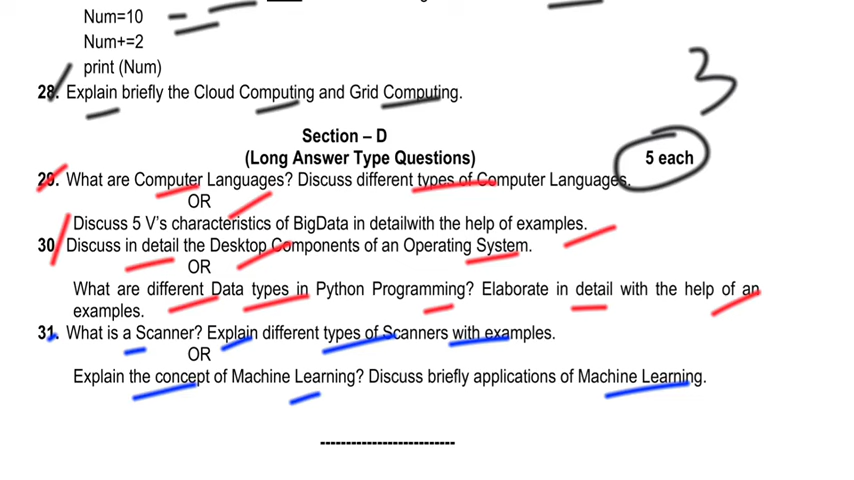 Num=10
Num+=2
print (Num)
28. Explain briefly the Cloud Computing and Grid Computing.
3
Section – D
(Long Answer Type Questions) 5 each
29. What are Computer Languages? Discuss different types of Computer Languages.
OR
Discuss 5 V's characteristics of BigData in detailwith the help of examples.
30. Discuss in detail the Desktop Components of an Operating System.
OR
What are different Data types in Python Programming? Elaborate in detail with the help of an
examples.
31. What is a Scanner? Explain different types of Scanners with examples.
OR
Explain the concept of Machine Learning? Discuss briefly applications of Machine Learning.